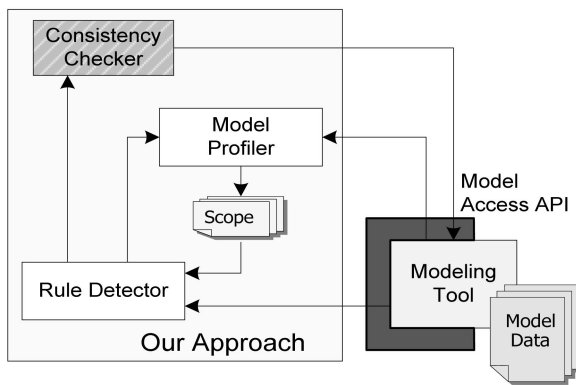 Consistency
Checker
Model
Profiler
Scope
Model
Access API
Rule Detector
Modeling
Tool
Model
Data
Our Approach